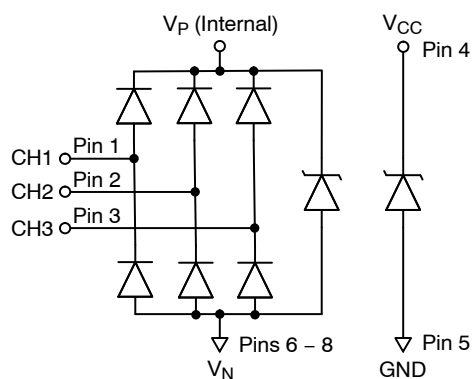 V_P (Internal)
V_CC
Pin 4
CH1 Pin 1
CH2 Pin 2
CH3 Pin 3
Pins 6 – 8
V_N
Pin 5
GND